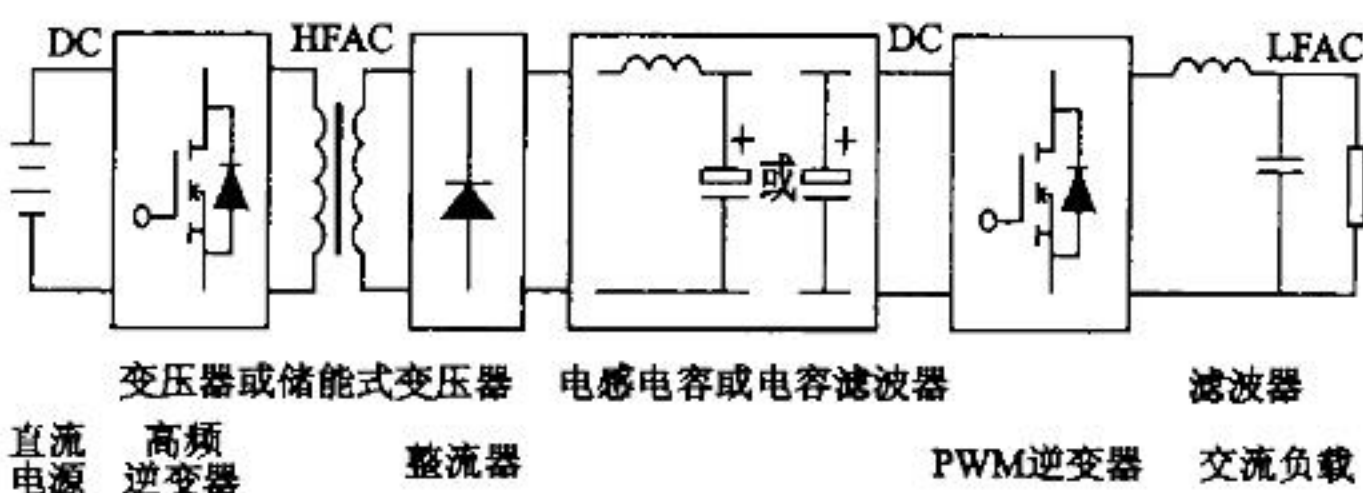 DC HFAC DC LFAC
+ 或 +
变压器或储能式变压器 电感电容或电容滤波器 滤波器
直流 高频
整流器 PWM逆变器 交流负载
电源 逆变器